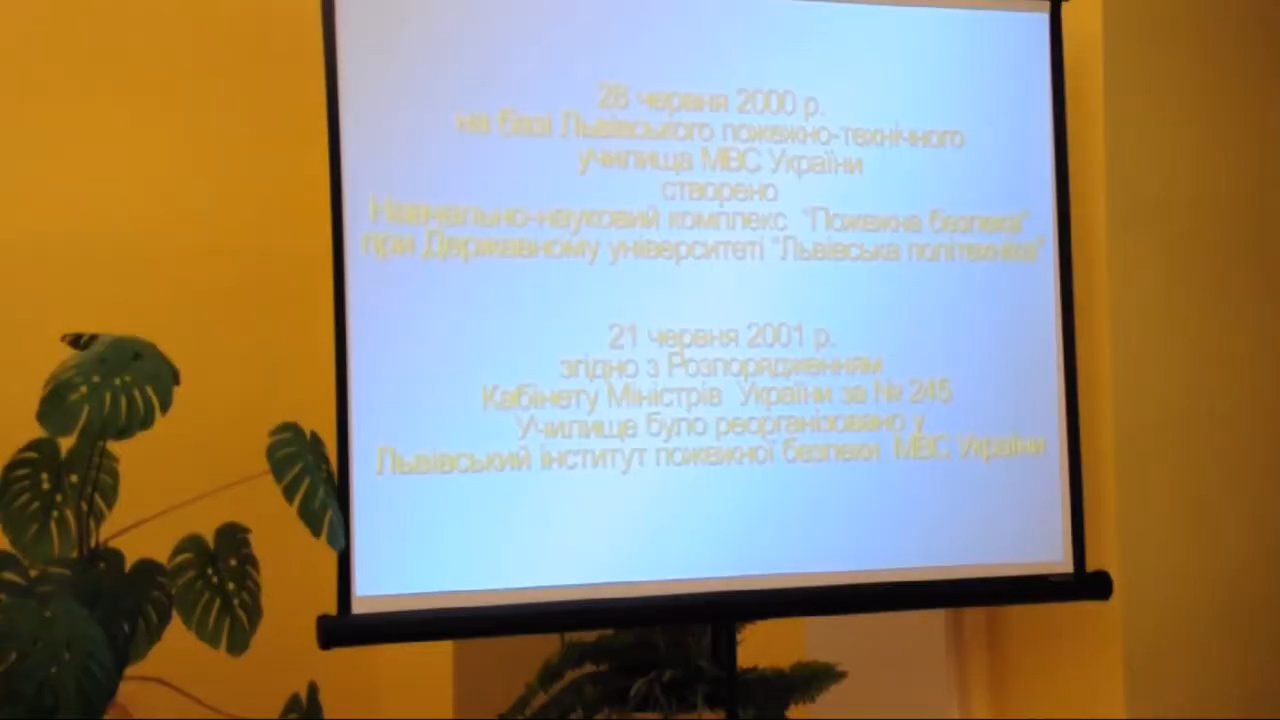 28 червня 2000 р.
на базі Львівського пожежно-технічного
училища МВС України
створено
Навчально-науковий комплекс "Пожежна безпека"
при Державному університеті "Львівська політехніка"
21 червня 2001 р.
згідно з Розпорядженням
Кабінету Міністрів України за № 245
Училище було реорганізовано у
Львівський інститут пожежної безпеки МВС України